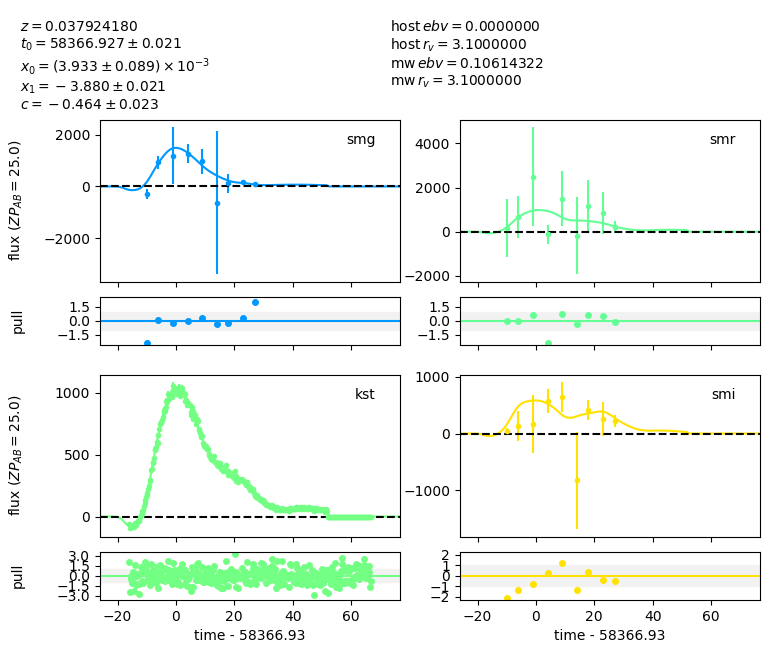 z = 0.037924180
t₀ = 58366.927 ± 0.021
x₀ = (3.933 ± 0.089) × 10⁻³
x₁ = −3.880 ± 0.021
c = −0.464 ± 0.023
host ebv = 0.0000000
host r_v = 3.1000000
mw ebv = 0.10614322
mw r_v = 3.1000000
flux (ZP_AB = 25.0)
2000
0
−2000
smg
4000
2000
0
−2000
smr
pull
1.5
0.0
−1.5
1.5
0.0
−1.5
flux (ZP_AB = 25.0)
1000
500
0
kst
1000
0
−1000
smi
pull
3.0
1.5
0.0
−1.5
−3.0
2
1
0
−1
−2
−20 0 20 40 60
time - 58366.93
−20 0 20 40 60
time - 58366.93